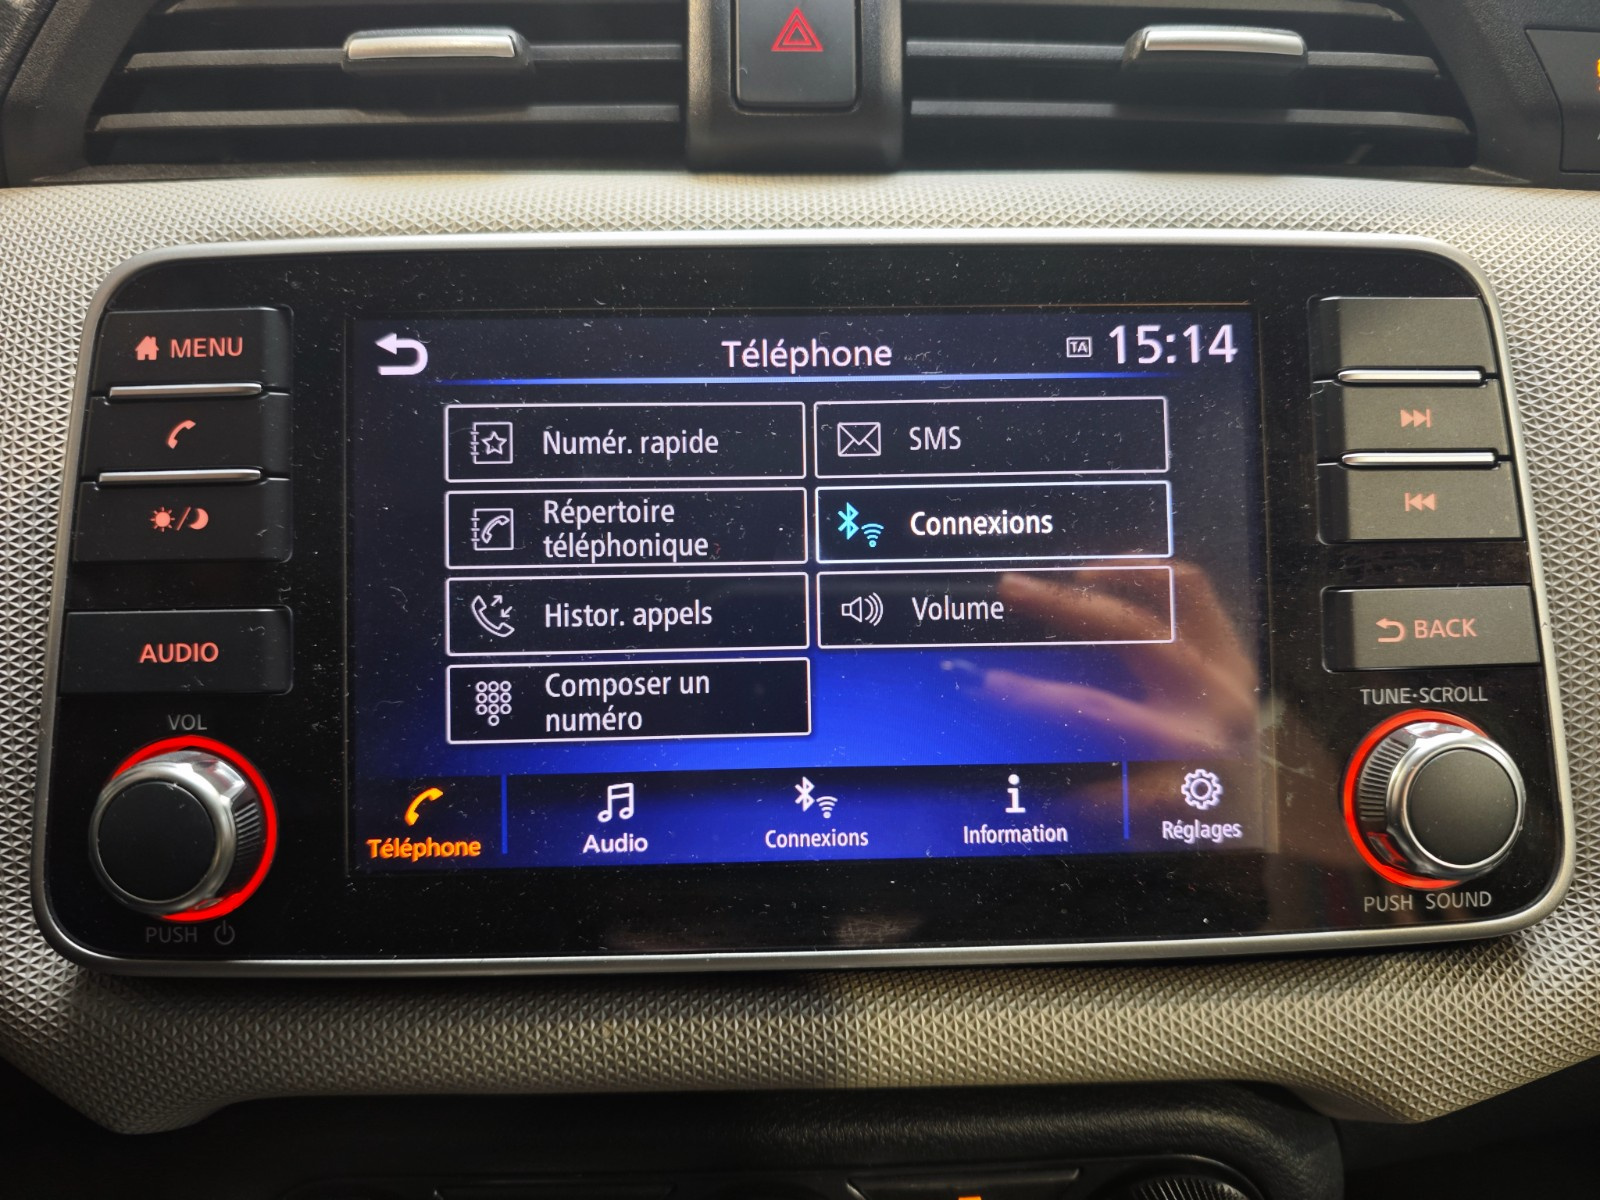 MENU
AUDIO
VOL
PUSH
Téléphone
TA
15:14
Numér. rapide
SMS
Répertoire
téléphonique
Connexions
Histor. appels
Volume
Composer un
numéro
Téléphone
Audio
Connexions
Information
Réglages
BACK
TUNE·SCROLL
PUSH SOUND